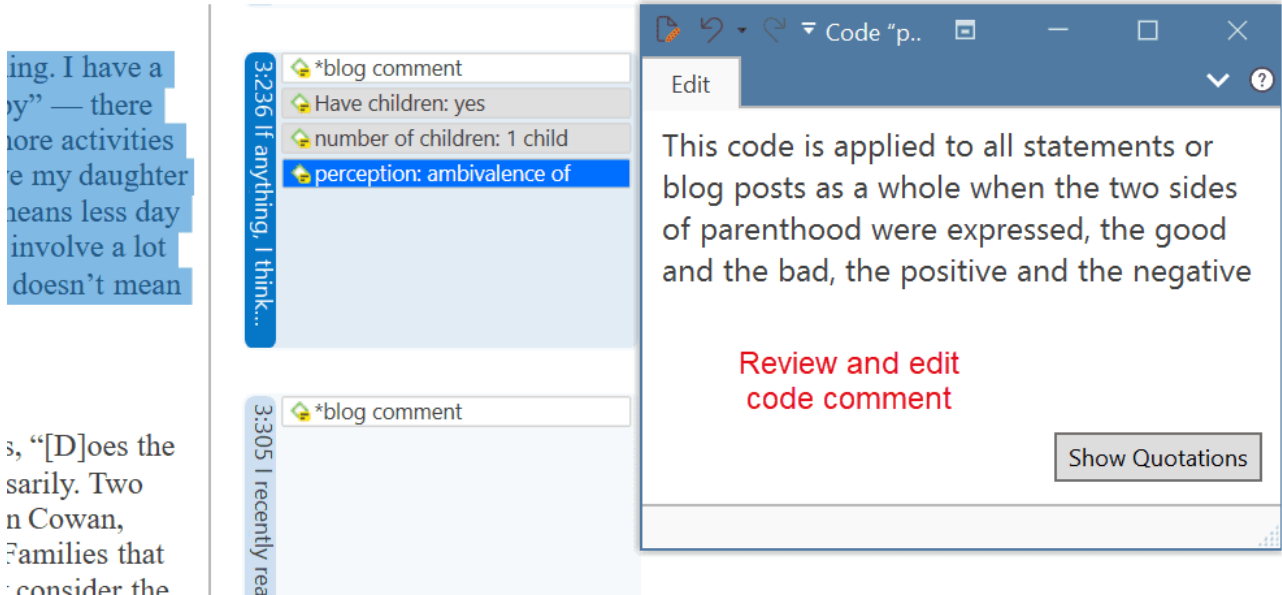 ing. I have a
py” — there
nore activities
ve my daughter
neans less day
involve a lot
doesn’t mean
s, “[D]oes the
sarily. Two
n Cowan,
Families that
consider the
3:236 If anything, I think...
*blog comment
Have children: yes
number of children: 1 child
perception: ambivalence of
3:305 I recently rea
*blog comment
Code “p..
Edit
This code is applied to all statements or
blog posts as a whole when the two sides
of parenthood were expressed, the good
and the bad, the positive and the negative
Review and edit
code comment
Show Quotations